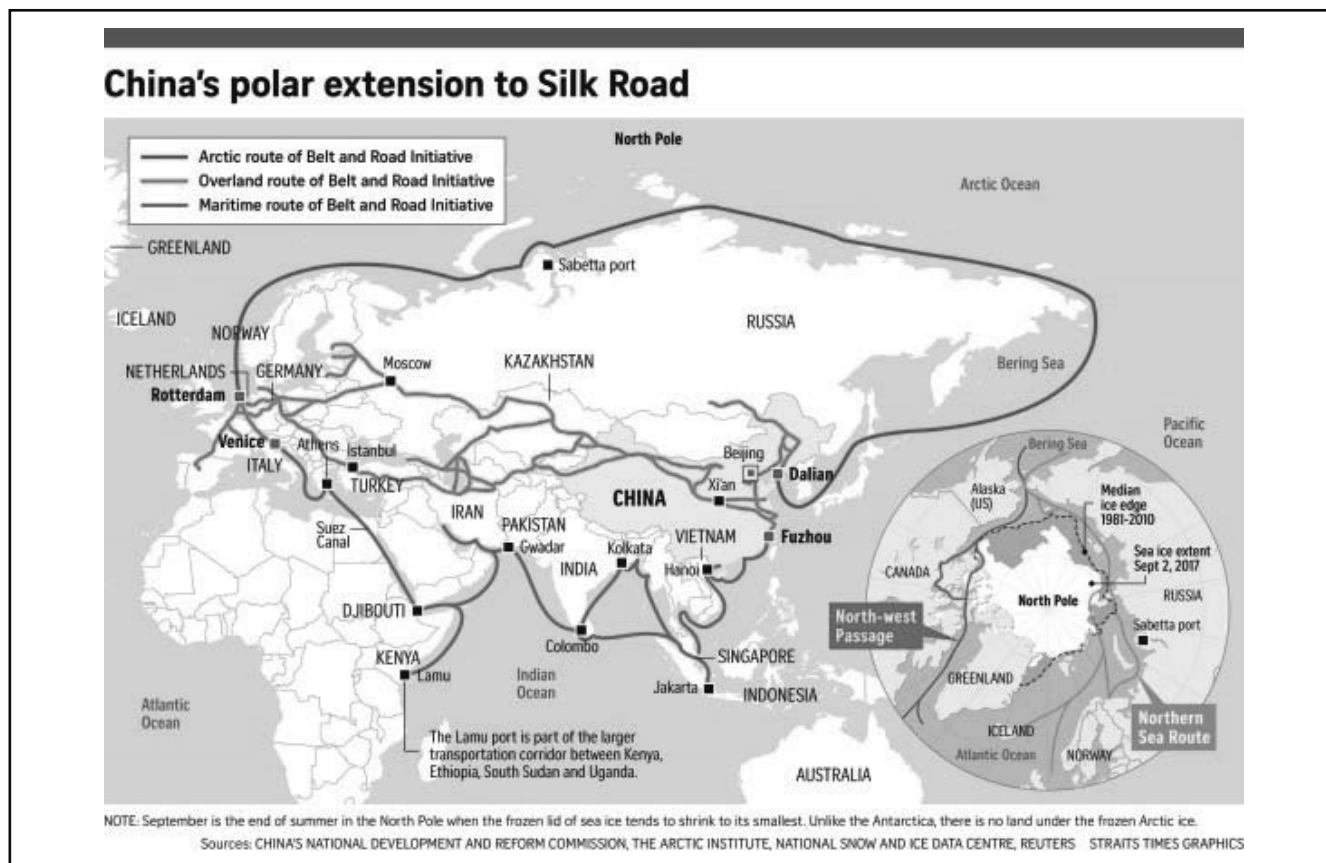 China's polar extension to Silk Road
North Pole
Arctic route of Belt and Road Initiative
Overland route of Belt and Road Initiative
Maritime route of Belt and Road Initiative
Arctic Ocean
GREENLAND
Sabetta port
ICELAND
NORWAY
RUSSIA
Bering Sea
NETHERLANDS
GERMANY
Moscow
KAZAKHSTAN
Rotterdam
Pacific
Ocean
Venice
Athens
Istanbul
Beijing
Dalian
ITALY
TURKEY
Xi'an
CHINA
IRAN
Suez
Canal
PAKISTAN
Gwadar
Kolkata
VIETNAM
Fuzhou
INDIA
Hanoi
DJIBOUTI
Colombo
SINGAPORE
KENYA
Lamu
Indian
Ocean
Jakarta
INDONESIA
Atlantic
Ocean
The Lamu port is part of the larger
transportation corridor between Kenya,
Ethiopia, South Sudan and Uganda.
AUSTRALIA
Bering Sea
Alaska
(US)
Median
ice edge
1981-2010
Sea ice extent
Sept 2, 2017
CANADA
North Pole
RUSSIA
North-west
Passage
Sabetta port
GREENLAND
ICELAND
Northern
Sea Route
Atlantic Ocean
NORWAY
NOTE: September is the end of summer in the North Pole when the frozen lid of sea ice tends to shrink to its smallest. Unlike the Antarctica, there is no land under the frozen Arctic ice.
Sources: CHINA'S NATIONAL DEVELOPMENT AND REFORM COMMISSION, THE ARCTIC INSTITUTE, NATIONAL SNOW AND ICE DATA CENTRE, REUTERS STRAITS TIMES GRAPHICS